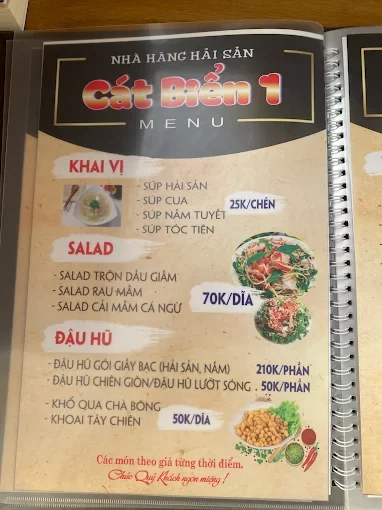 NHÀ HÀNG HẢI SẢN
Cát Biển 1
MENU
KHAI VỊ
- SÚP HẢI SẢN
- SÚP CUA
- SÚP NẤM TUYẾT
- SÚP TÓC TIÊN
25K/CHÉN
SALAD
- SALAD TRỘN DẦU GIẤM
- SALAD RAU MẦM
- SALAD CẢI MẦM CÁ NGỪ
70K/DĨA
ĐẬU HŨ
-ĐẬU HŨ GÓI GIẤY BẠC (HẢI SẢN, NẤM) 210K/PHẦN
- ĐẬU HŨ CHIÊN GIÒN/ĐẬU HŨ LƯỚT SÓNG . 50K/PHẦN
- KHỔ QUA CHÀ BÔNG
- KHOAI TÂY CHIÊN
50K/DĨA
Các món theo giá từng thời điểm.
Chúc Quý Khách ngon miệng !